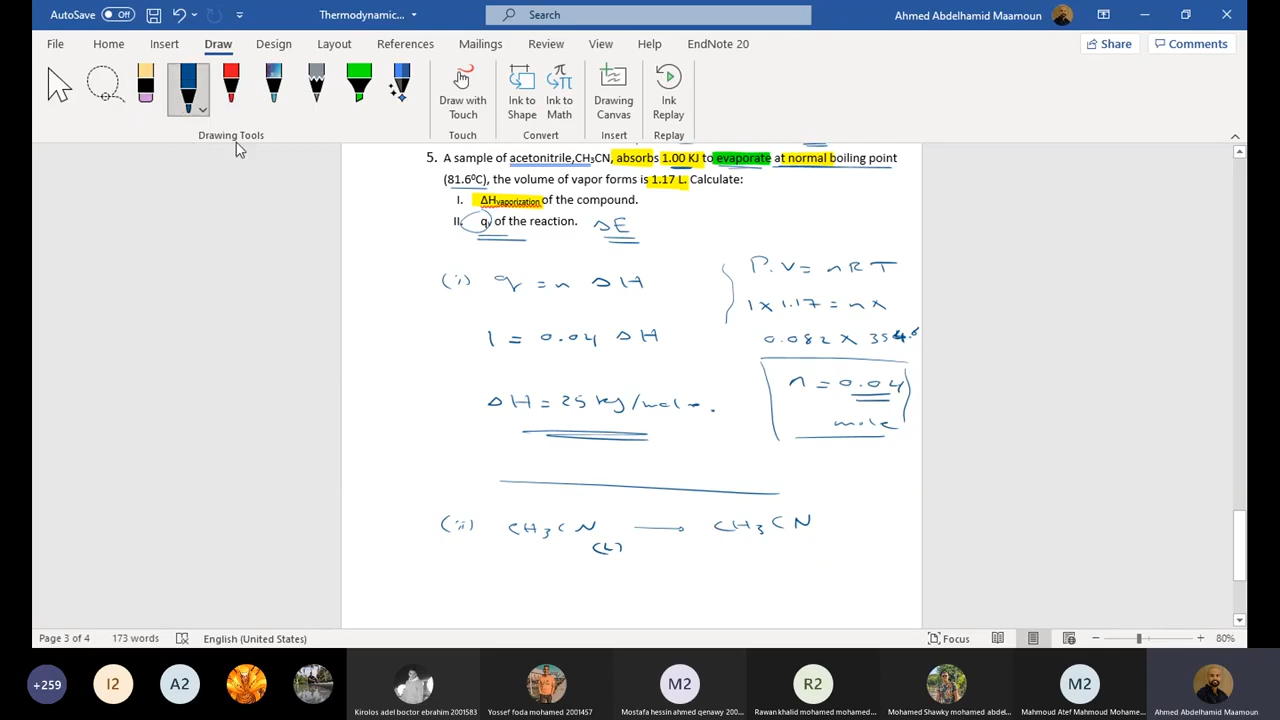 AutoSave Off Thermodynamic... Search Ahmed Abdelhamid Maamoun
File Home Insert Draw Design Layout References Mailings Review View Help EndNote 20 Share Comments
Draw with Touch Ink to Shape Ink to Math Drawing Canvas Ink Replay
Drawing Tools Touch Convert Insert Replay
5. A sample of acetonitrile,CH₃CN, absorbs 1.00 KJ to evaporate at normal boiling point
(81.6⁰C), the volume of vapor forms is 1.17 L. Calculate:
I. ΔHvaporization of the compound.
II. qᵥ of the reaction. ΔE
(i) q = n ΔH
P.V = nRT
1 x 1.17 = n x
1 = 0.04 ΔH
0.082 x 354.6
n = 0.04
mole
ΔH = 25 kJ/mol
(ii) CH₃CN (L) → CH₃CN
Page 3 of 4 173 words English (United States) Focus 80%
+259 I2 A2 M2 R2 M2
Kirolos adel boctor ebrahim 2001583 Yossef foda mohamed 2001457 Mostafa hessin ahmed qenawy 200... Rawan khalid mohamed mohamed... Mohamed Shawky mohamed abdel... Mahmoud Atef Mahmoud Mohame... Ahmed Abdelhamid Maamoun